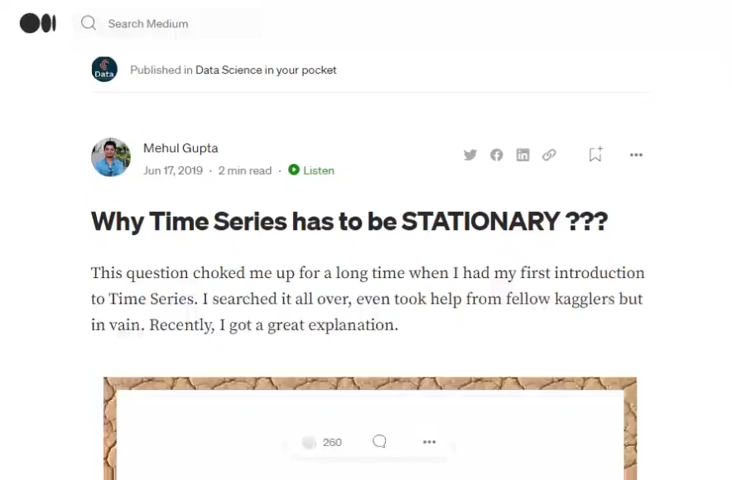 Search Medium
Data
Published in Data Science in your pocket
Mehul Gupta
Jun 17, 2019 · 2 min read · Listen
Why Time Series has to be STATIONARY ???
This question choked me up for a long time when I had my first introduction
to Time Series. I searched it all over, even took help from fellow kagglers but
in vain. Recently, I got a great explanation.
260